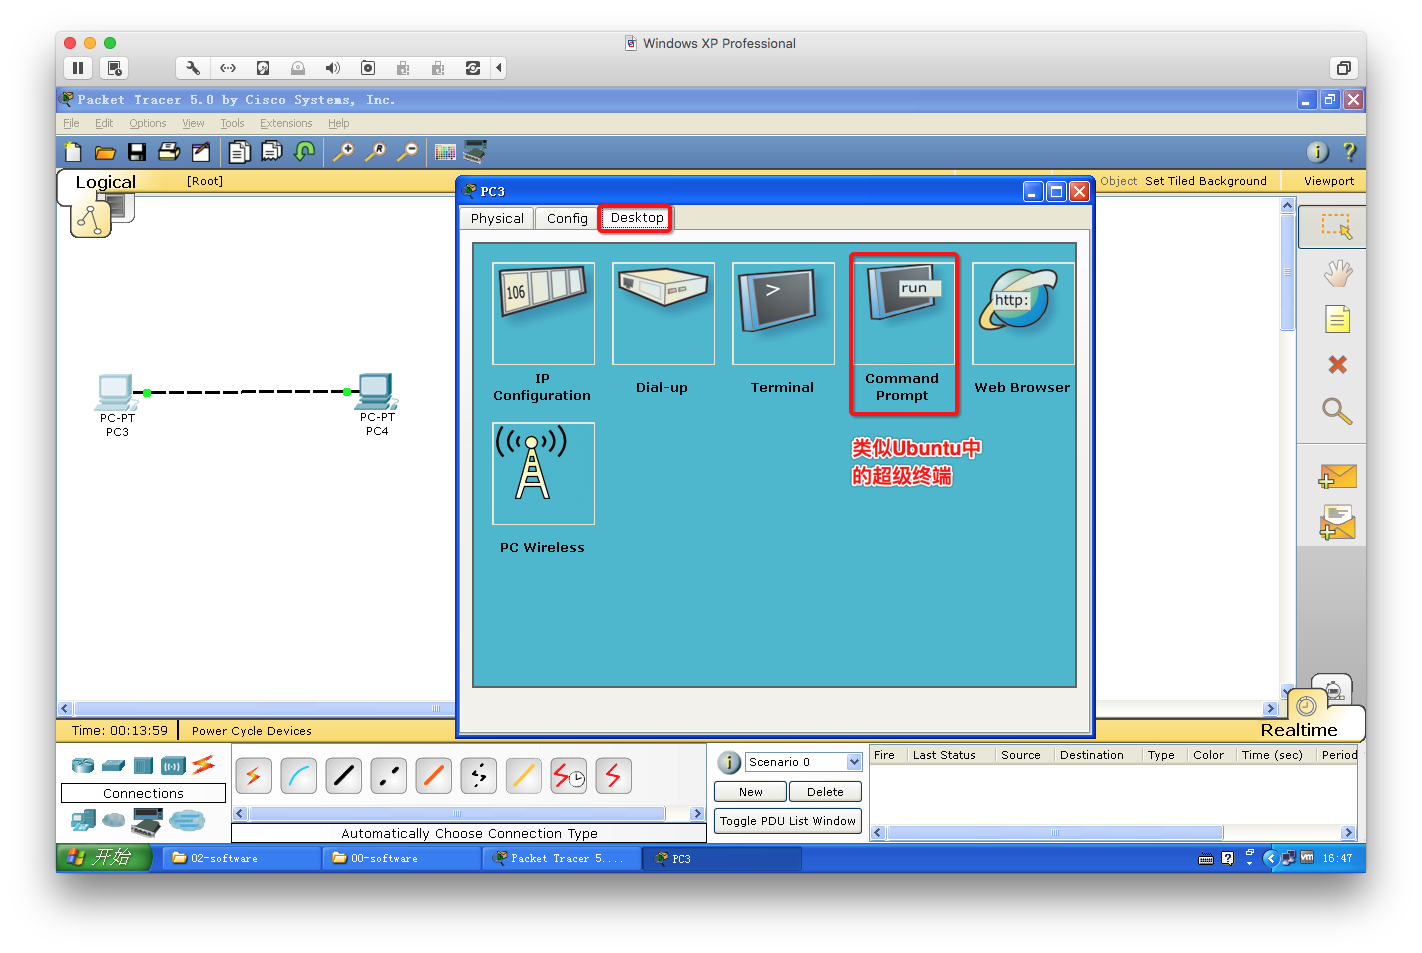 Windows XP Professional
Packet Tracer 5.0 by Cisco Systems, Inc.
File Edit Options View Tools Extensions Help
Logical [Root] Object Set Tiled Background Viewport
PC3
Physical Config Desktop
106
>
run
http:
IP Configuration
Dial-up
Terminal
Command Prompt
Web Browser
PC Wireless
类似Ubuntu中
的超级终端
PC-PT
PC3
PC-PT
PC4
Time: 00:13:59 Power Cycle Devices
Realtime
Connections
Automatically Choose Connection Type
Scenario 0
New Delete
Toggle PDU List Window
Fire Last Status Source Destination Type Color Time (sec) Period
开始 02-software 00-software Packet Tracer 5.... PC3 16:47